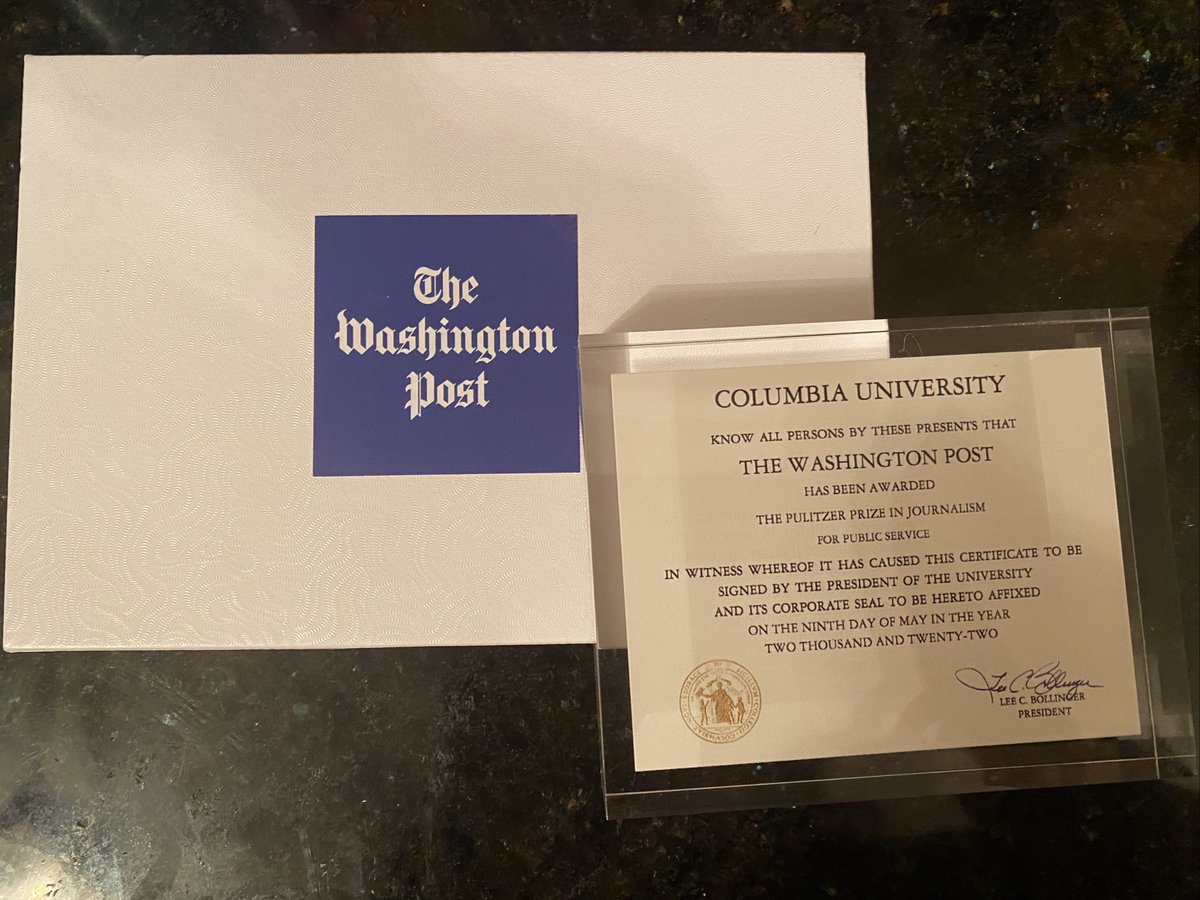 The
Washington
Post
COLUMBIA UNIVERSITY
KNOW ALL PERSONS BY THESE PRESENTS THAT
THE WASHINGTON POST
HAS BEEN AWARDED
THE PULITZER PRIZE IN JOURNALISM
FOR PUBLIC SERVICE
IN WITNESS WHEREOF IT HAS CAUSED THIS CERTIFICATE TO BE
SIGNED BY THE PRESIDENT OF THE UNIVERSITY
AND ITS CORPORATE SEAL TO BE HERETO AFFIXED
ON THE NINTH DAY OF MAY IN THE YEAR
TWO THOUSAND AND TWENTY-TWO
Lee C. Bollinger
LEE C. BOLLINGER
PRESIDENT